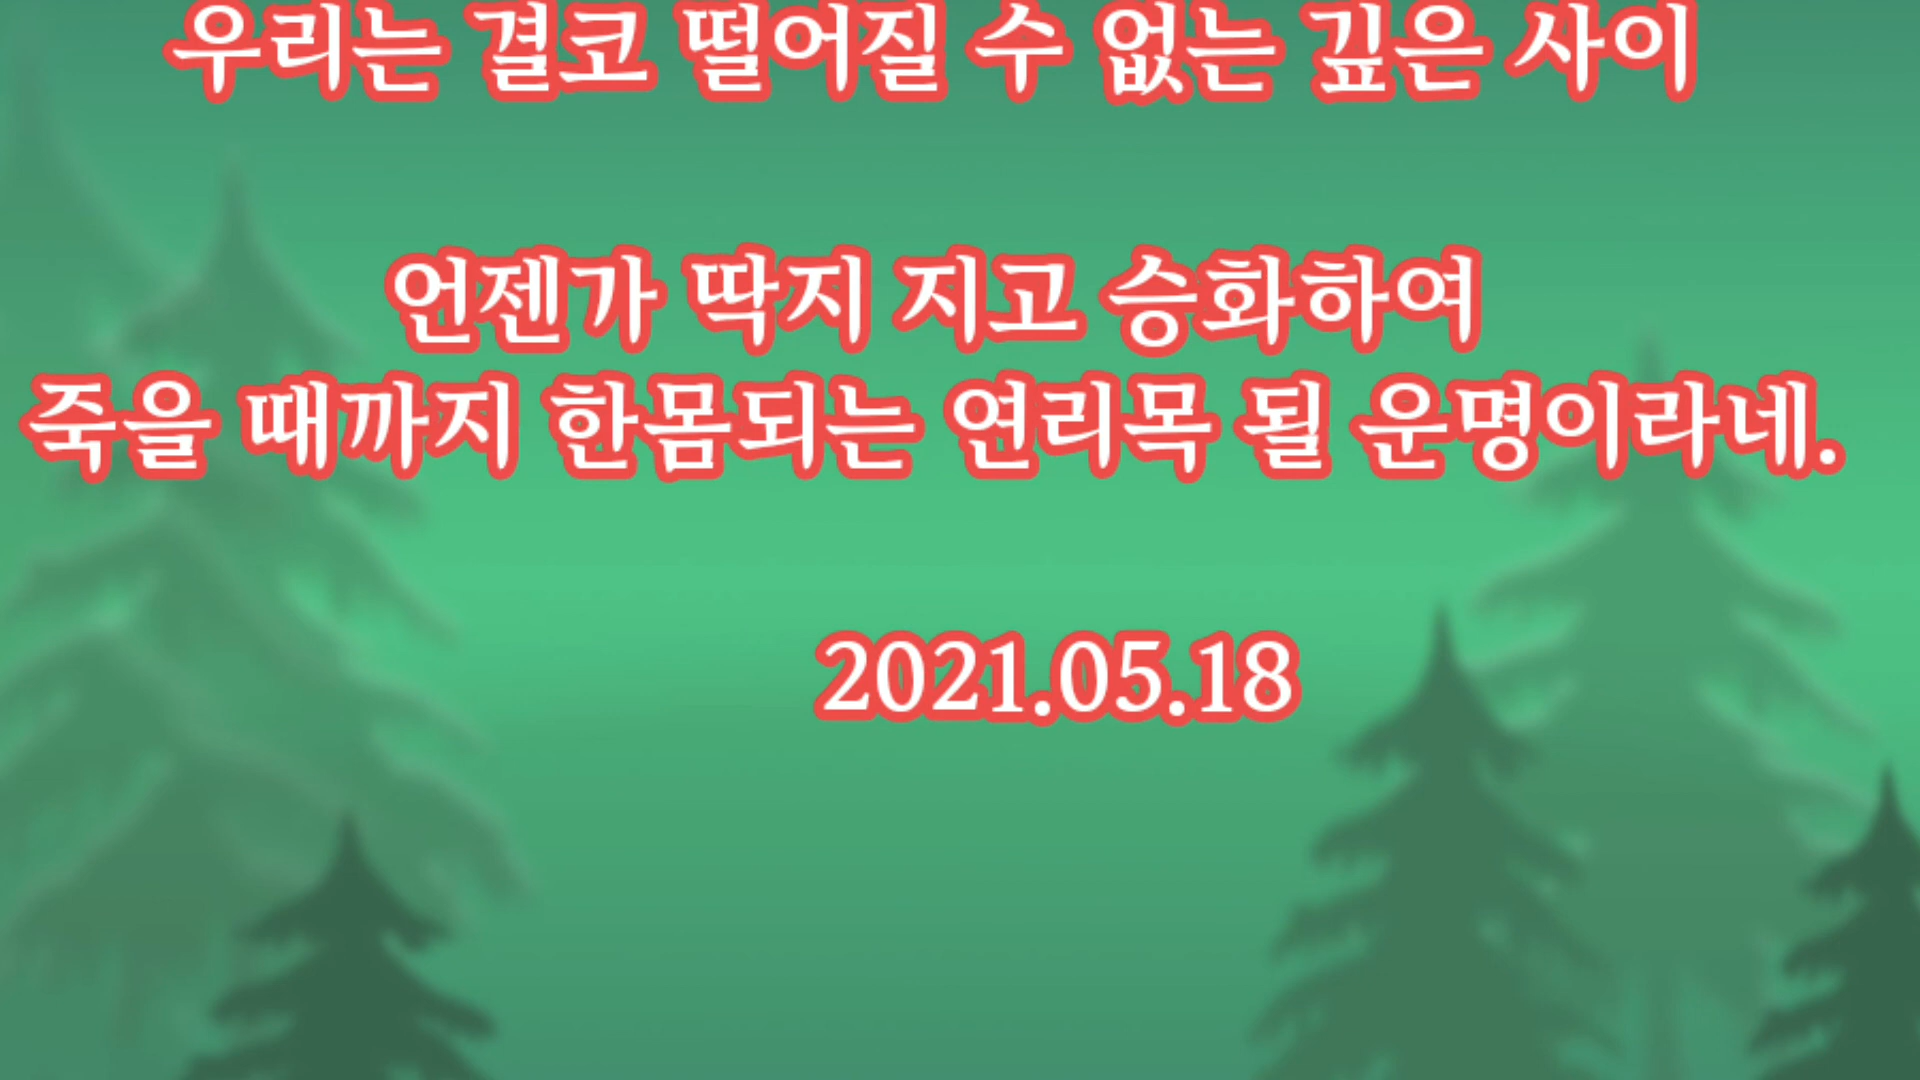 우리는 결코 떨어질 수 없는 깊은 사이
언젠가 딱지 지고 승화하여
죽을 때까지 한몸되는 연리목 될 운명이라네.
2021.05.18